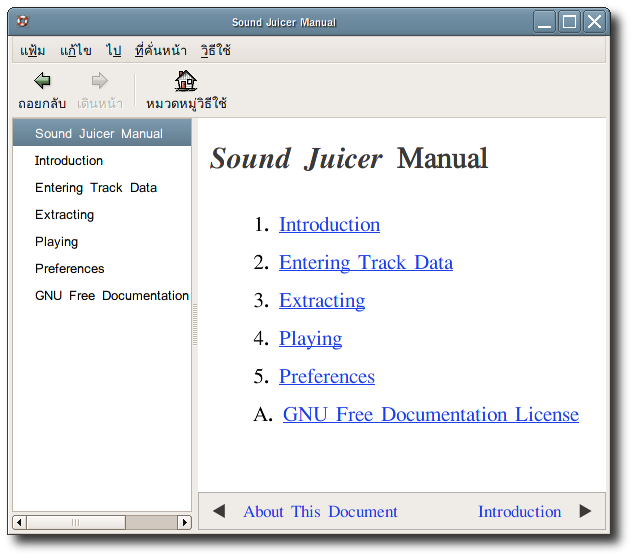 Sound Juicer Manual
แฟ้ม แก้ไข ไป ที่คั่นหน้า วิธีใช้
ถอยกลับ เดินหน้า หมวดหมู่วิธีใช้
Sound Juicer Manual
Introduction
Entering Track Data
Extracting
Playing
Preferences
GNU Free Documentation
Sound Juicer Manual
1. Introduction
2. Entering Track Data
3. Extracting
4. Playing
5. Preferences
A. GNU Free Documentation License
About This Document Introduction